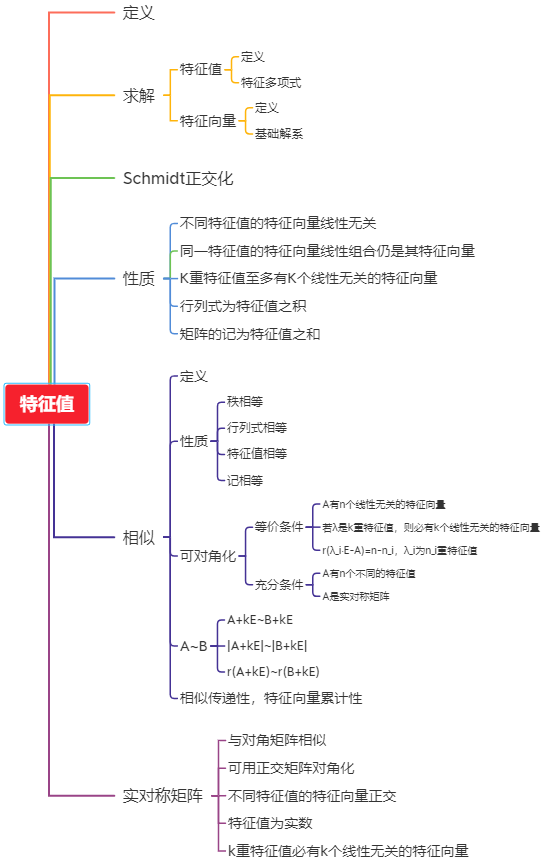 定义
求解
特征值
定义
特征多项式
特征向量
定义
基础解系
Schmidt正交化
性质
不同特征值的特征向量线性无关
同一特征值的特征向量线性组合仍是其特征向量
K重特征值至多有K个线性无关的特征向量
行列式为特征值之积
矩阵的记为特征值之和
特征值
相似
定义
性质
秩相等
行列式相等
特征值相等
记相等
可对角化
等价条件
A有n个线性无关的特征向量
若λ是k重特征值，则必有k个线性无关的特征向量
r(λ_i·E-A)=n-n_i，λ_i为n_i重特征值
充分条件
A有n个不同的特征值
A是实对称矩阵
A~B
A+kE~B+kE
|A+kE|~|B+kE|
r(A+kE)~r(B+kE)
相似传递性，特征向量累计性
实对称矩阵
与对角矩阵相似
可用正交矩阵对角化
不同特征值的特征向量正交
特征值为实数
k重特征值必有k个线性无关的特征向量